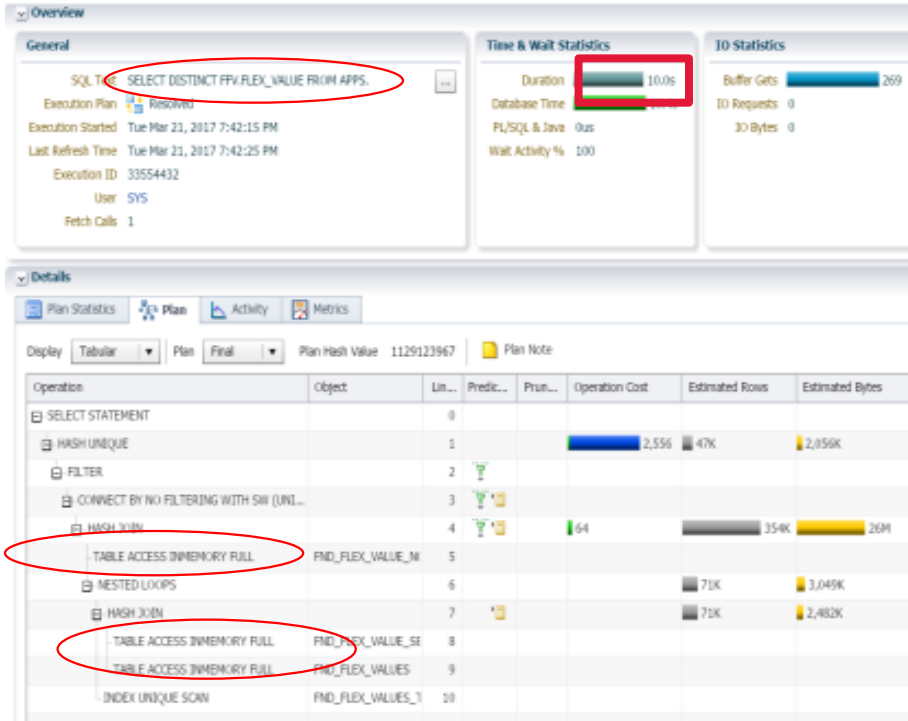 Overview
General
SQL Text SELECT DISTINCT FFV.FLEX_VALUE FROM APPS. ...
Execution Plan Resolved
Execution Started Tue Mar 21, 2017 7:42:15 PM
Last Refresh Time Tue Mar 21, 2017 7:42:25 PM
Execution ID 33554432
User SYS
Fetch Calls 1
Time & Wait Statistics
Duration 10.0s
Database Time
PL/SQL & Java 0us
Wait Activity % 100
IO Statistics
Buffer Gets 269
IO Requests 0
IO Bytes 0
Details
Plan Statistics Plan Activity Metrics
Display Tabular Plan Final Plan Hash Value 1129123967 Plan Note
Operation Object Lin... Predic... Prun... Operation Cost Estimated Rows Estimated Bytes
SELECT STATEMENT 0
HASH UNIQUE 1 2,556 47K 2,056K
FILTER 2
CONNECT BY NO FILTERING WITH SW (UNI... 3
HASH JOIN 4 64 354K 26M
TABLE ACCESS INMEMORY FULL FND_FLEX_VALUE_NO 5
NESTED LOOPS 6 71K 3,049K
HASH JOIN 7 71K 2,482K
TABLE ACCESS INMEMORY FULL FND_FLEX_VALUE_SE 8
TABLE ACCESS INMEMORY FULL FND_FLEX_VALUES 9
INDEX UNIQUE SCAN FND_FLEX_VALUES_T 10